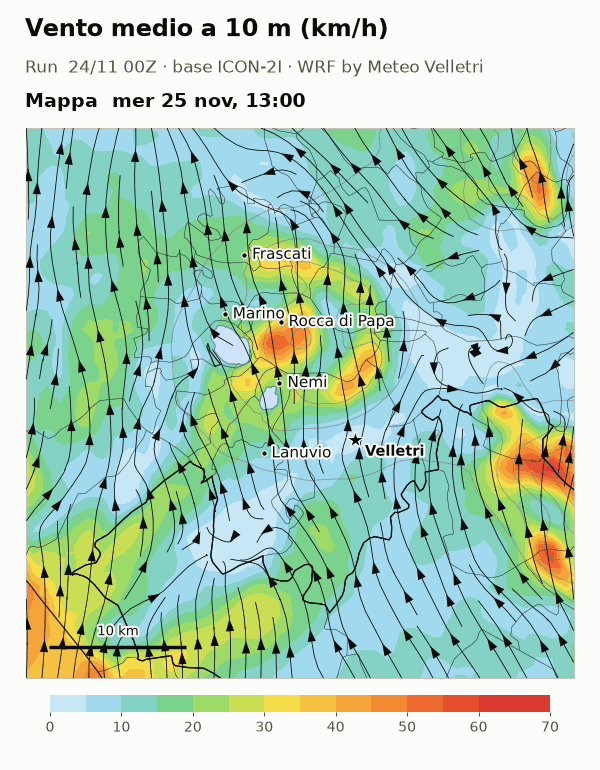 Vento medio a 10 m (km/h)
Run 24/11 00Z · base ICON-2I · WRF by Meteo Velletri
Mappa mer 25 nov, 13:00
Frascati
Marino
Rocca di Papa
Nemi
Velletri
Lanuvio
10 km
0 10 20 30 40 50 60 70